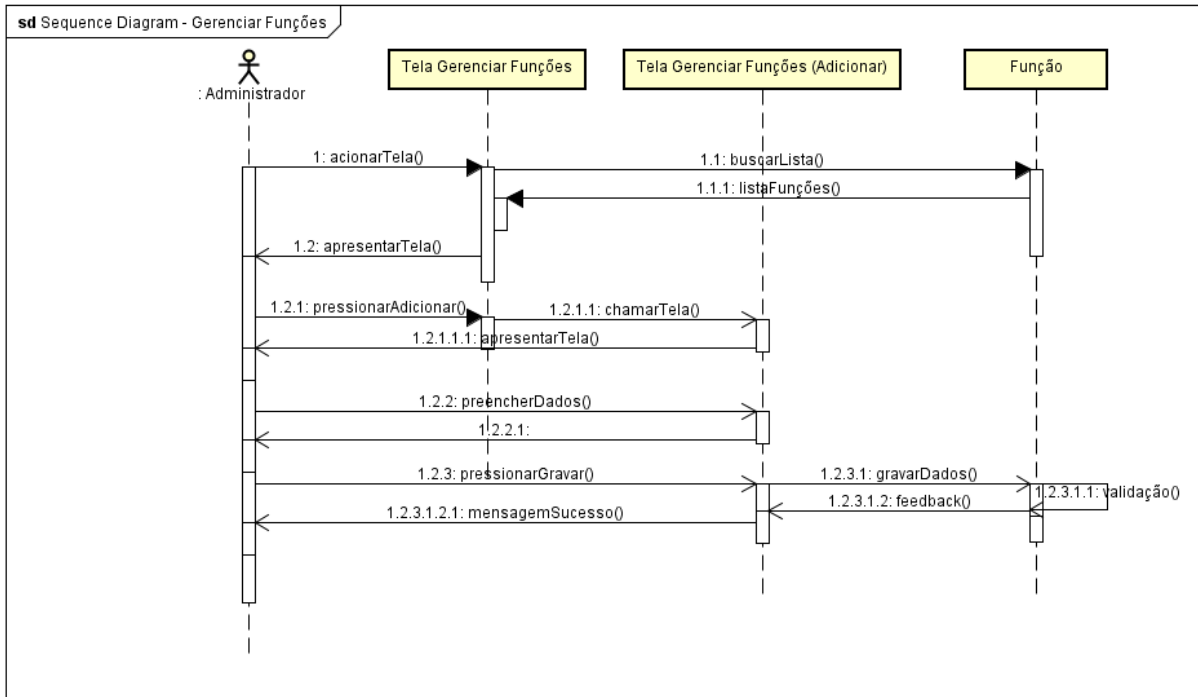 sd Sequence Diagram - Gerenciar Funções
: Administrador
Tela Gerenciar Funções
Tela Gerenciar Funções (Adicionar)
Função
1: acionarTela()
1.1: buscarLista()
1.1.1: listaFunções()
1.2: apresentarTela()
1.2.1: pressionarAdicionar()
1.2.1.1: chamarTela()
1.2.1.1.1: apresentarTela()
1.2.2: preencherDados()
1.2.2.1:
1.2.3: pressionarGravar()
1.2.3.1: gravarDados()
1.2.3.1.1: validação()
1.2.3.1.2: feedback()
1.2.3.1.2.1: mensagemSucesso()